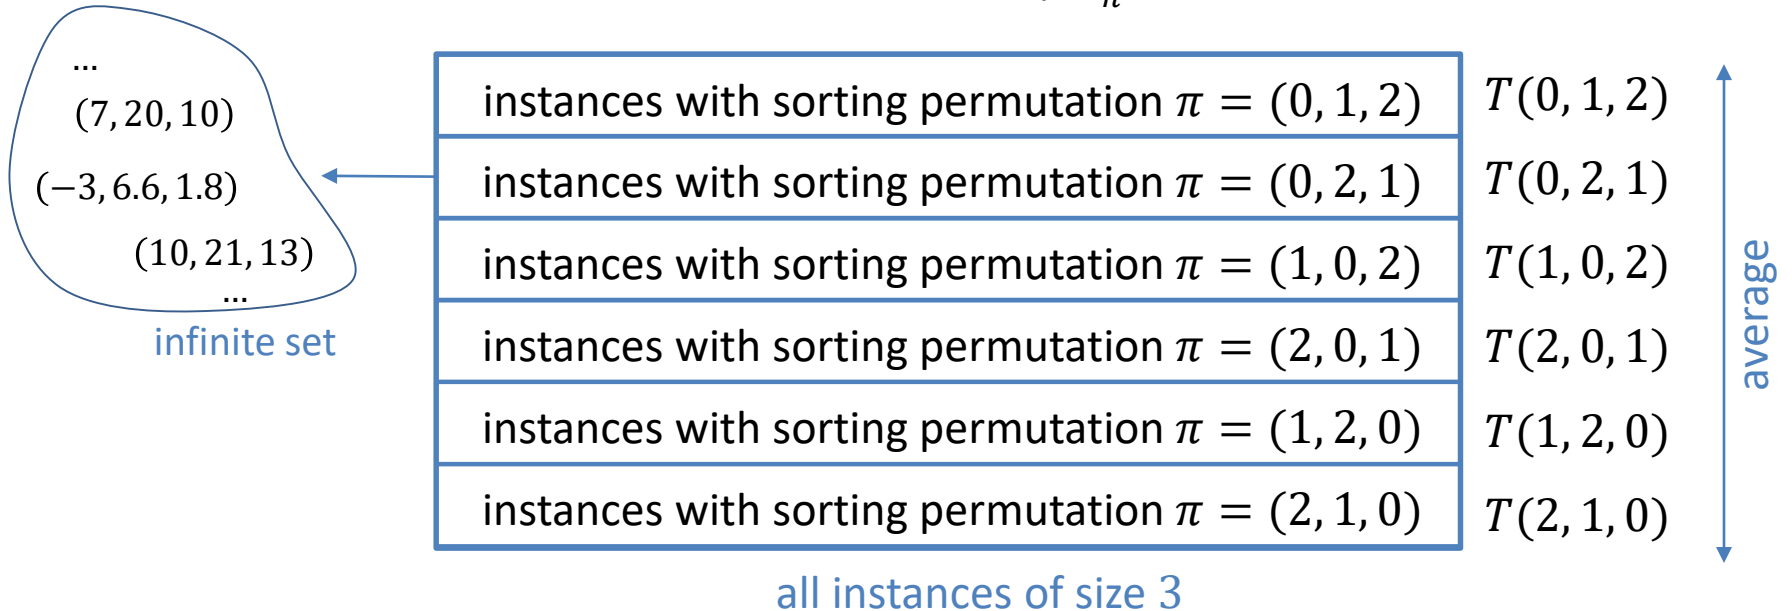 π
...
(7, 20, 10)
(−3, 6.6, 1.8)
(10, 21, 13)
...
infinite set
instances with sorting permutation π = (0, 1, 2) T(0, 1, 2)
instances with sorting permutation π = (0, 2, 1) T(0, 2, 1)
instances with sorting permutation π = (1, 0, 2) T(1, 0, 2)
instances with sorting permutation π = (2, 0, 1) T(2, 0, 1)
instances with sorting permutation π = (1, 2, 0) T(1, 2, 0)
instances with sorting permutation π = (2, 1, 0) T(2, 1, 0)
average
all instances of size 3